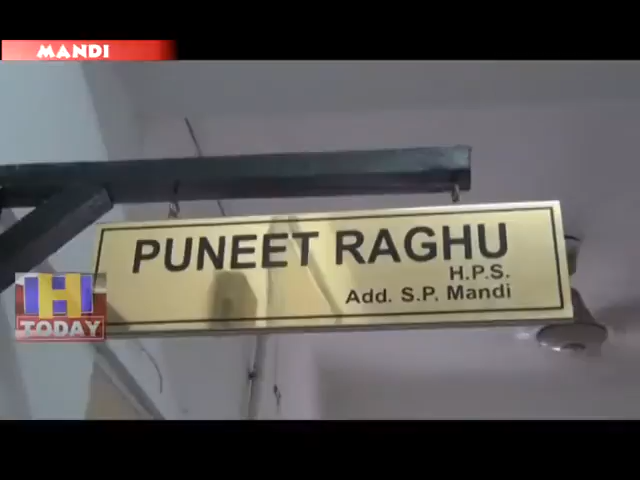 MANDI
PUNEET RAGHU
H.P.S.
Add. S.P. Mandi
H
TODAY